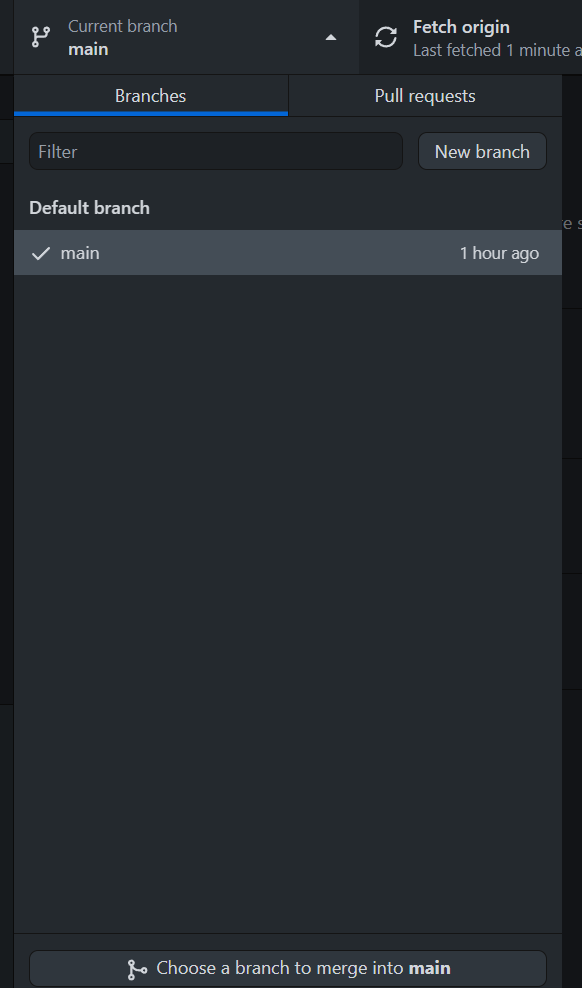 Current branch
main
Fetch origin
Last fetched 1 minute
Branches
Pull requests
Filter
New branch
Default branch
main
1 hour ago
Choose a branch to merge into main